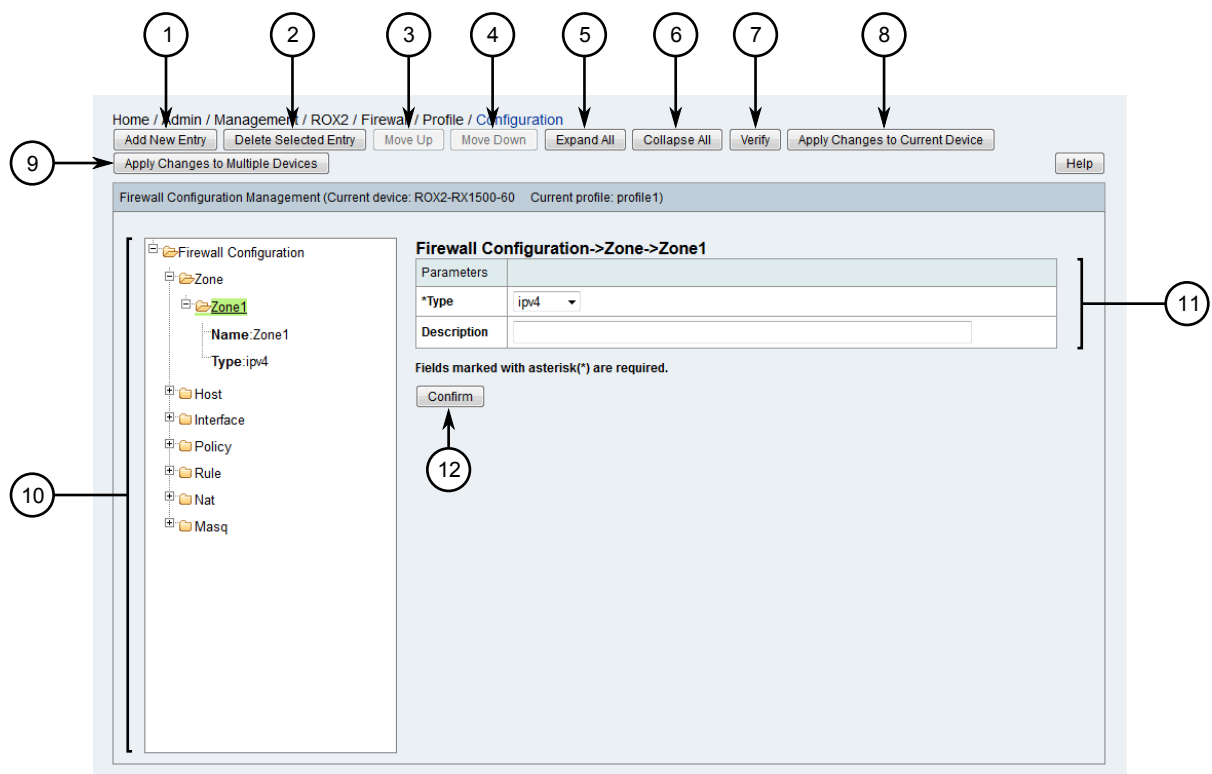 1 2 3 4 5 6 7 8
Home / Admin / Management / ROX2 / Firewall / Profile / Configuration
Add New Entry Delete Selected Entry Move Up Move Down Expand All Collapse All Verify Apply Changes to Current Device
9 Apply Changes to Multiple Devices Help
Firewall Configuration Management (Current device: ROX2-RX1500-60 Current profile: profile1)
Firewall Configuration
Zone
Zone1
Name:Zone1
Type:ipv4
Host
Interface
Policy
Rule
Nat
Masq
10
Firewall Configuration->Zone->Zone1
Parameters
*Type ipv4
Description
11
Fields marked with asterisk(*) are required.
Confirm
12